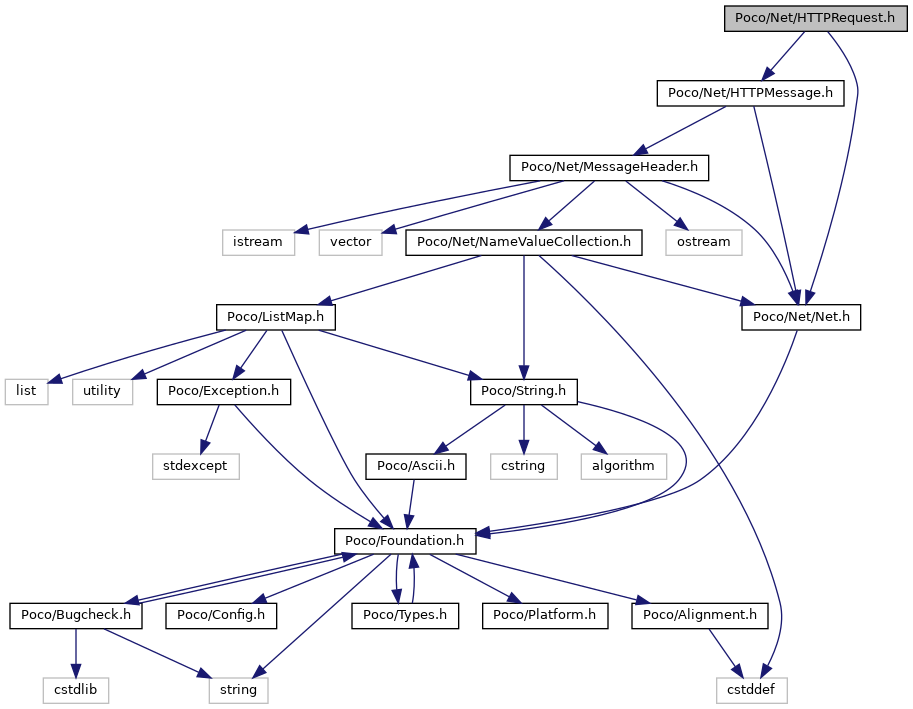 Poco/Net/HTTPRequest.h
Poco/Net/HTTPMessage.h
Poco/Net/MessageHeader.h
istream
vector
Poco/Net/NameValueCollection.h
ostream
Poco/ListMap.h
Poco/Net/Net.h
list
utility
Poco/Exception.h
Poco/String.h
stdexcept
Poco/Ascii.h
cstring
algorithm
Poco/Foundation.h
Poco/Bugcheck.h
Poco/Config.h
Poco/Types.h
Poco/Platform.h
Poco/Alignment.h
cstdlib
string
cstddef